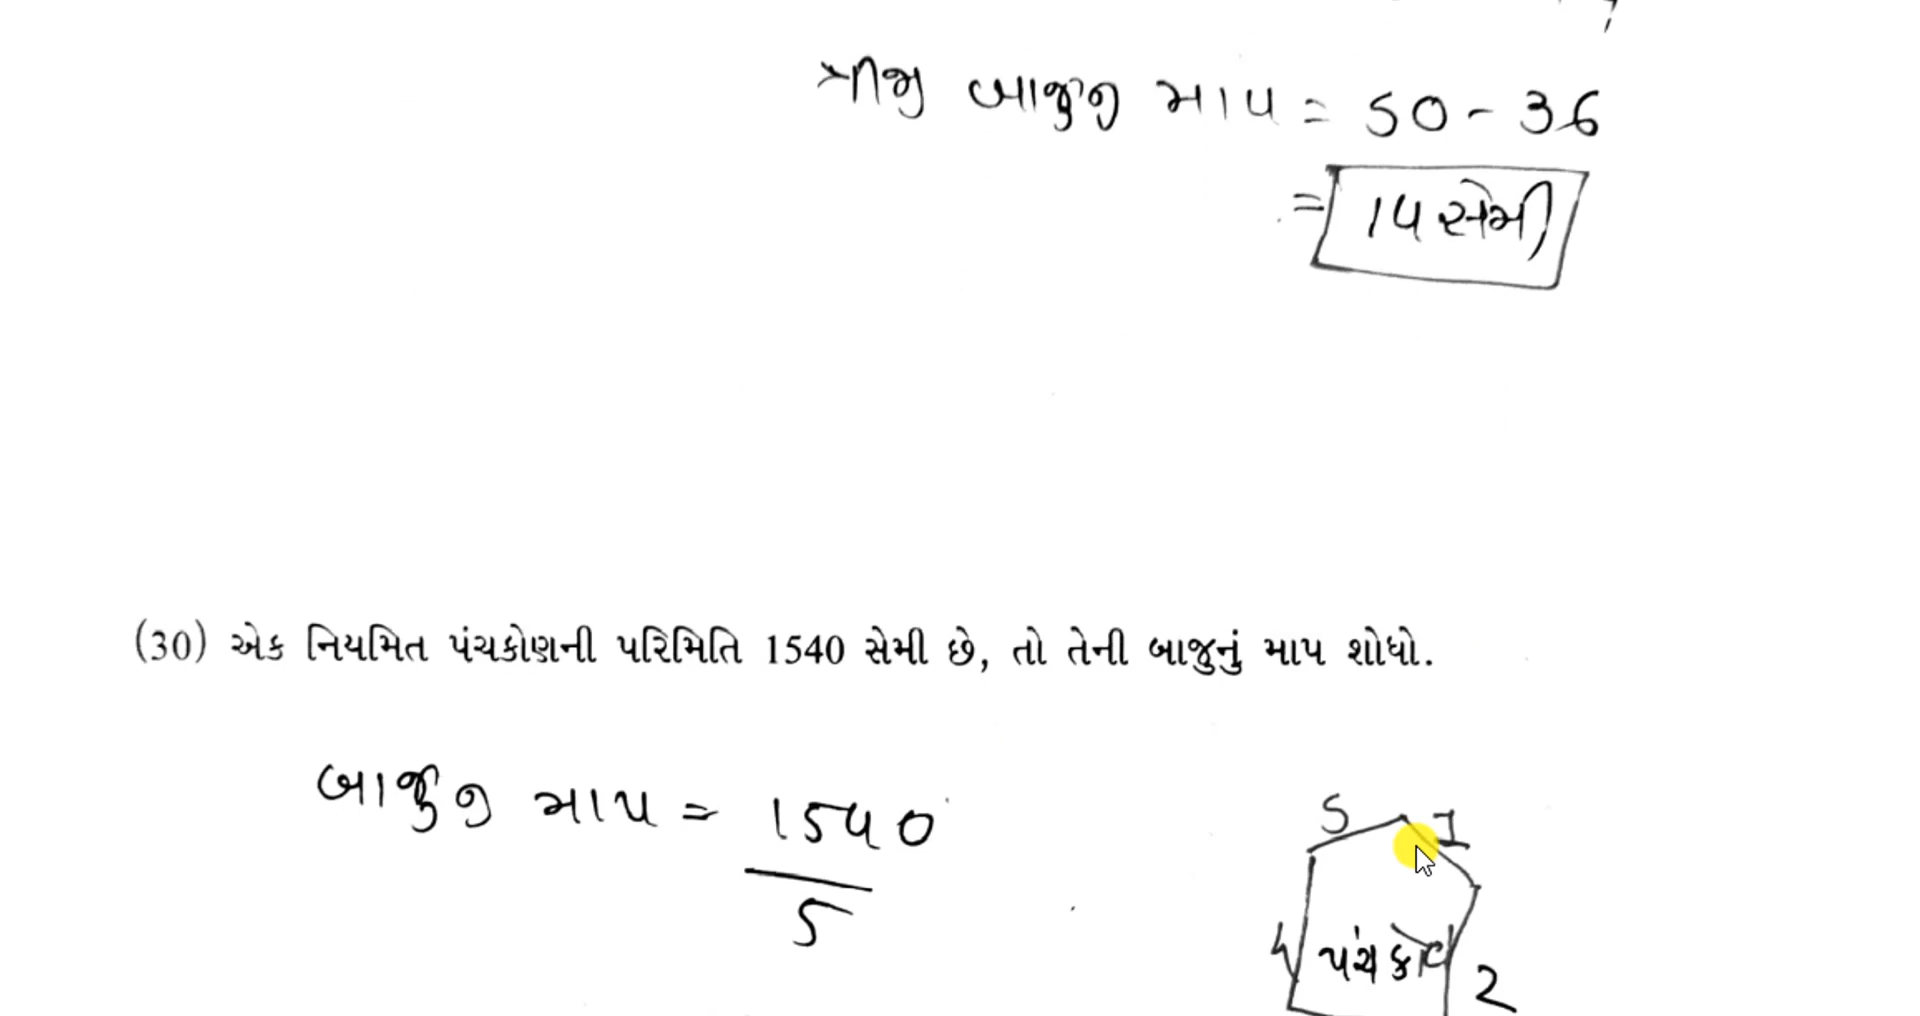 ત્રીજી બાજુનું માપ = 50 - 36
= 14 સેમી
(30) એક નિયમિત પંચકોણની પરિમિતિ 1540 સેમી છે, તો તેની બાજુનું માપ શોધો.
બાજુનું માપ = 1540
5
5 1
4 પંચકોણ 2